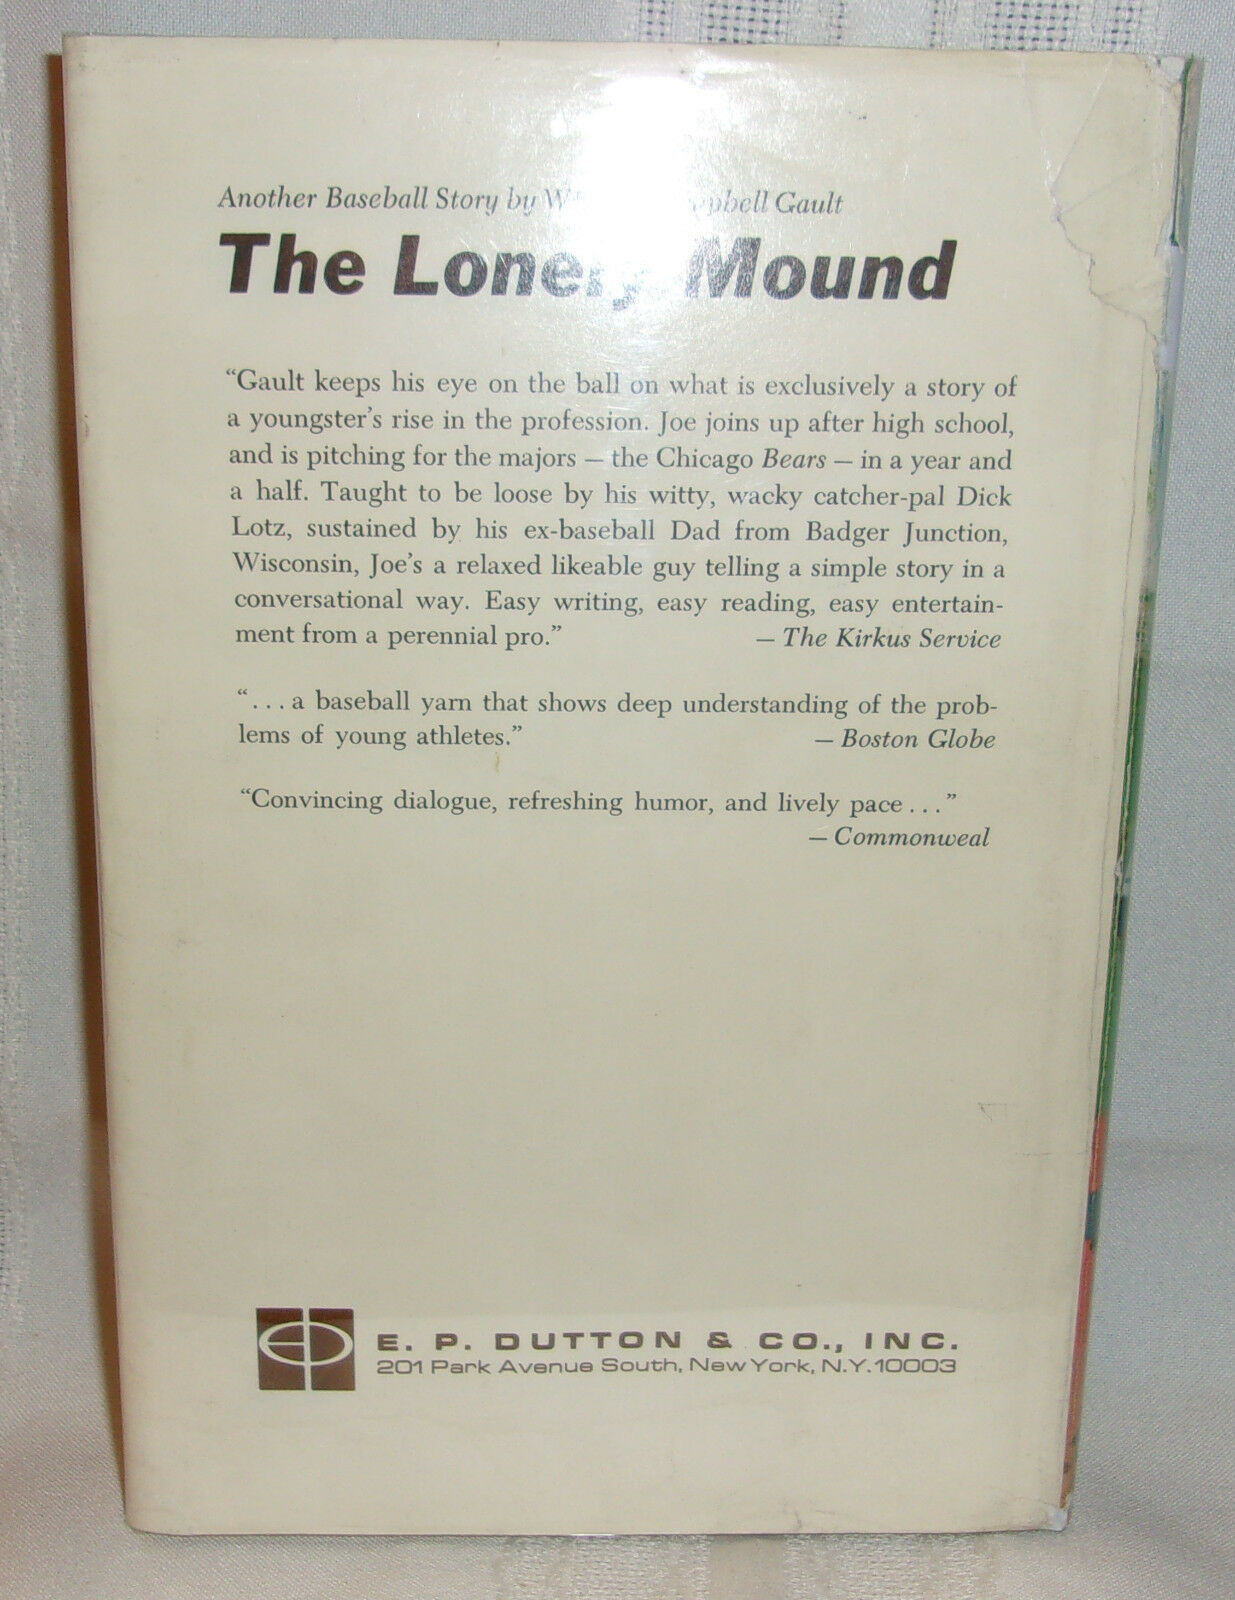 Another Baseball Story by Gault
The Lonely Mound
“Gault keeps his eye on the ball on what is exclusively a story of
a youngster’s rise in the profession. Joe joins up after high school,
and is pitching for the majors – the Chicago Bears – in a year and
a half. Taught to be loose by his witty, wacky catcher-pal Dick
Lotz, sustained by his ex-baseball Dad from Badger Junction,
Wisconsin, Joe’s a relaxed likeable guy telling a simple story in a
conversational way. Easy writing, easy reading, easy entertain-
ment from a perennial pro.” – The Kirkus Service
“. . . a baseball yarn that shows deep understanding of the prob-
lems of young athletes.” – Boston Globe
“Convincing dialogue, refreshing humor, and lively pace . . .”
– Commonweal
E. P. DUTTON & CO., INC.
201 Park Avenue South, New York, N.Y. 10003